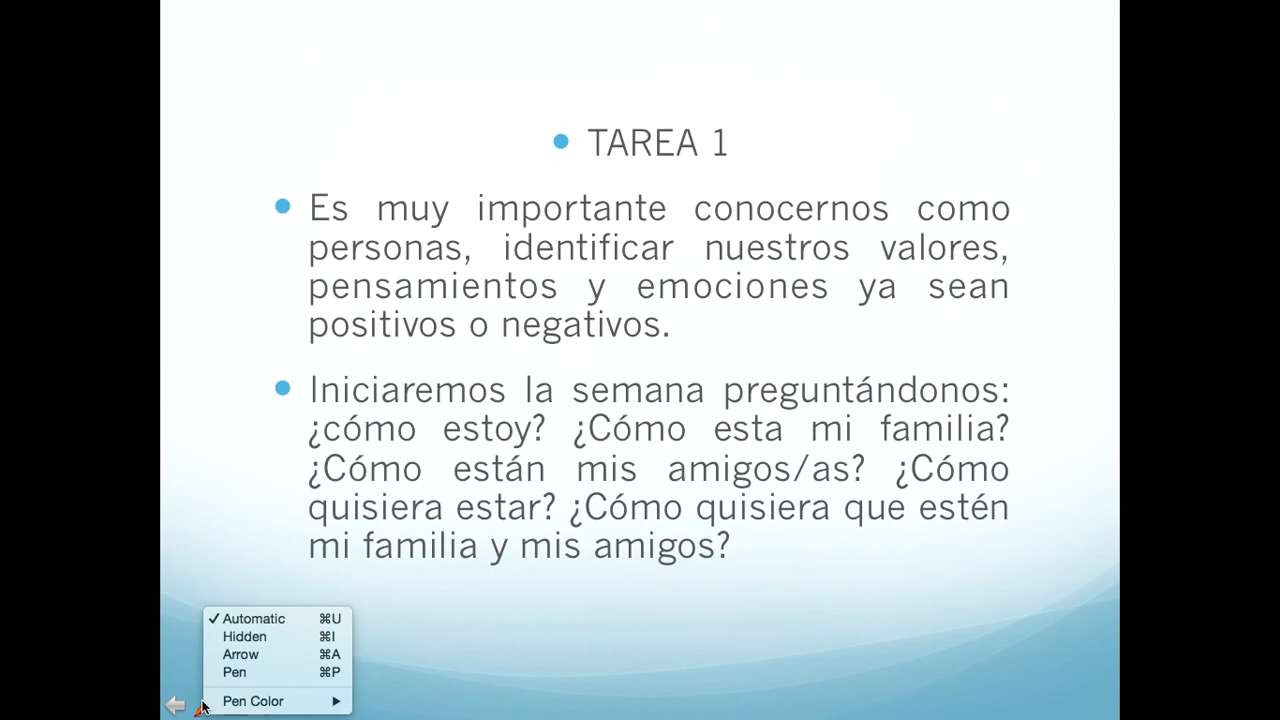 TAREA 1
Es muy importante conocernos como
personas, identificar nuestros valores,
pensamientos y emociones ya sean
positivos o negativos.
Iniciaremos la semana preguntándonos:
¿cómo estoy? ¿Cómo esta mi familia?
¿Cómo están mis amigos/as? ¿Cómo
quisiera estar? ¿Cómo quisiera que estén
mi familia y mis amigos?
✓ Automatic ⌘U
Hidden ⌘I
Arrow ⌘A
Pen ⌘P
Pen Color